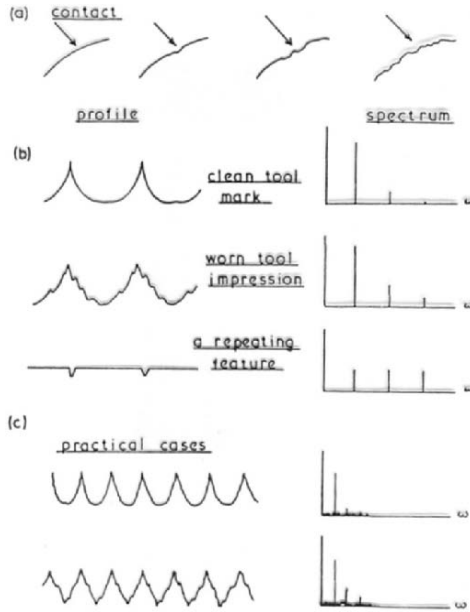 (a) contact
profile spectrum
(b)
clean tool
mark
worn tool
impression
a repeating
feature
(c)
practical cases
ω
ω